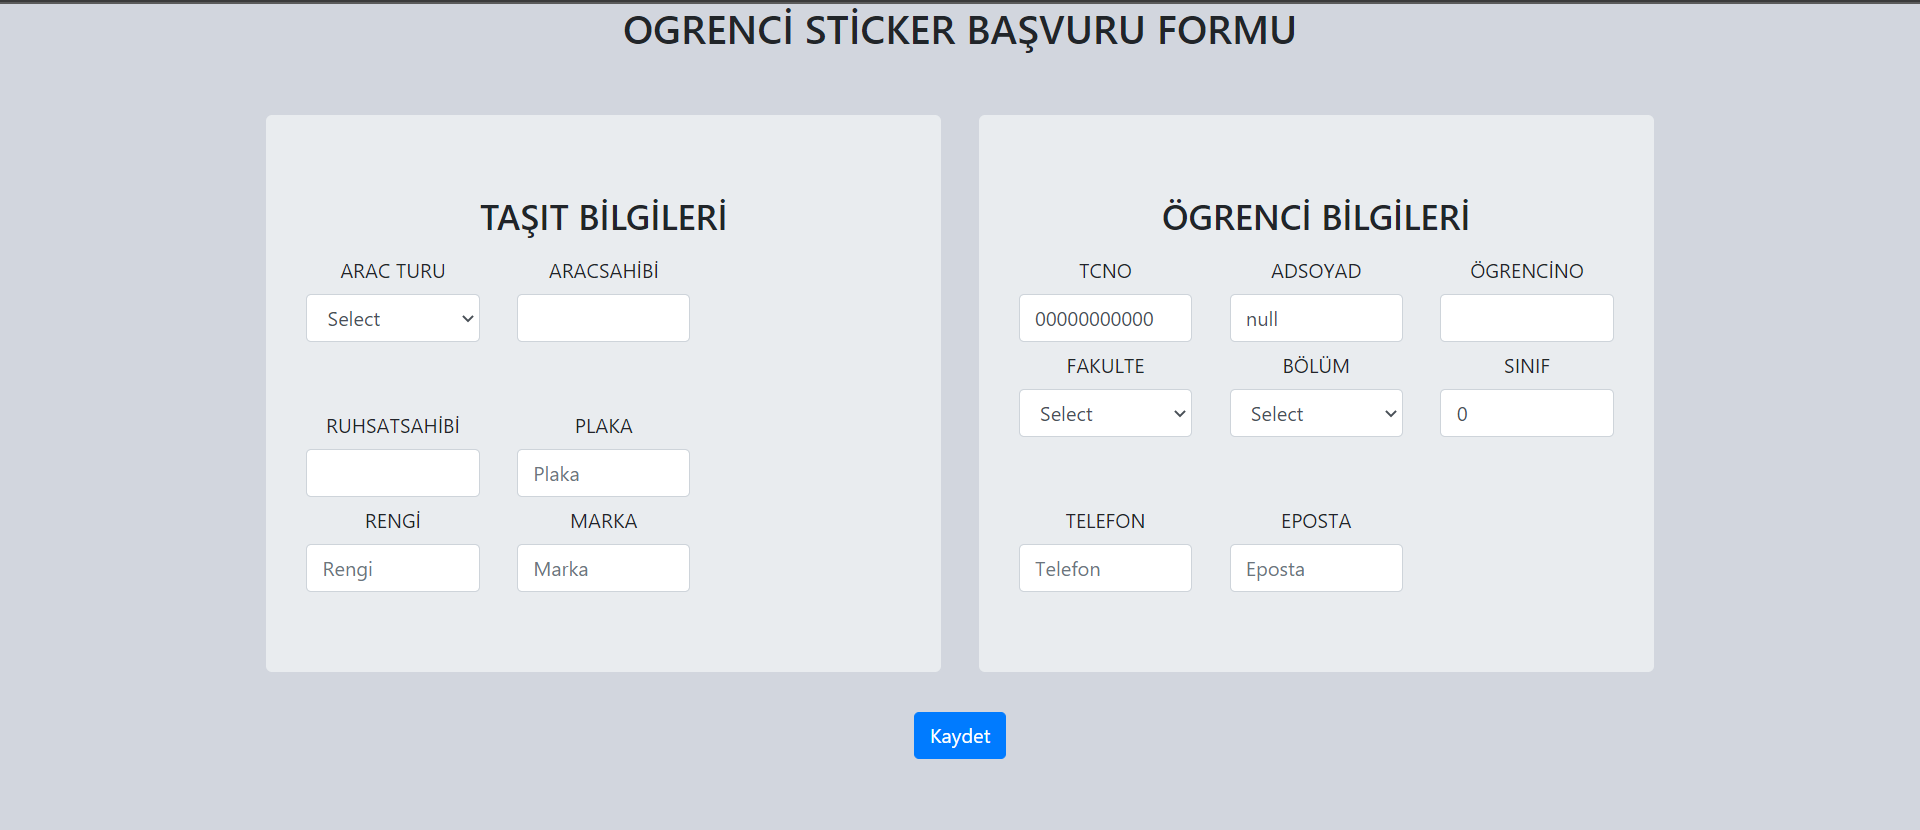 OGRENCİ STİCKER BAŞVURU FORMU
TAŞIT BİLGİLERİ
ARAC TURU ARACSAHİBİ
Select
RUHSATSAHİBİ PLAKA
Plaka
RENGİ MARKA
Rengi Marka
ÖGRENCİ BİLGİLERİ
TCNO ADSOYAD ÖGRENCİNO
00000000000 null
FAKULTE BÖLÜM SINIF
Select Select 0
TELEFON EPOSTA
Telefon Eposta
Kaydet